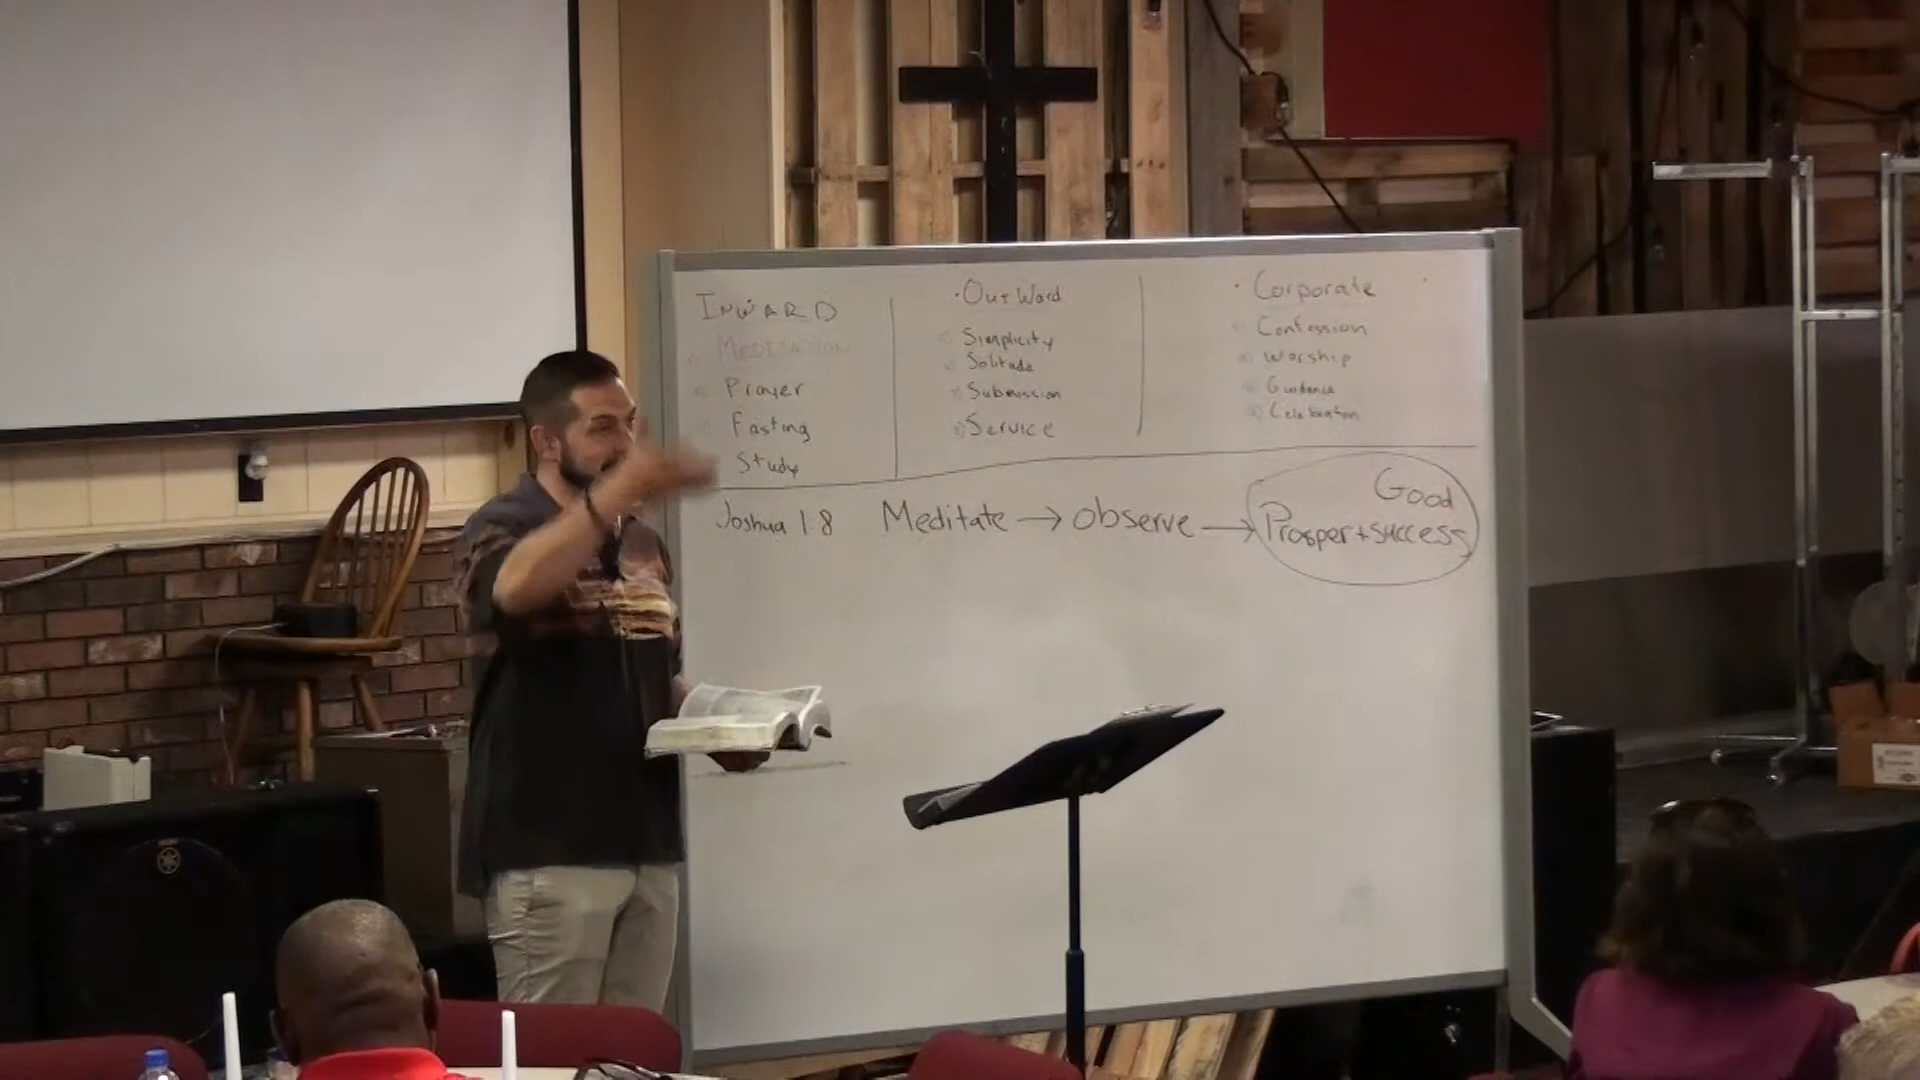 INWARD
MEDITATION
Prayer
Fasting
Study
· OutWard
Simplicity
Solitude
Submission
Service
· Corporate
Confession
Worship
Guidance
Celebration
Joshua 1:8 Meditate → observe → Good
Prosper + success